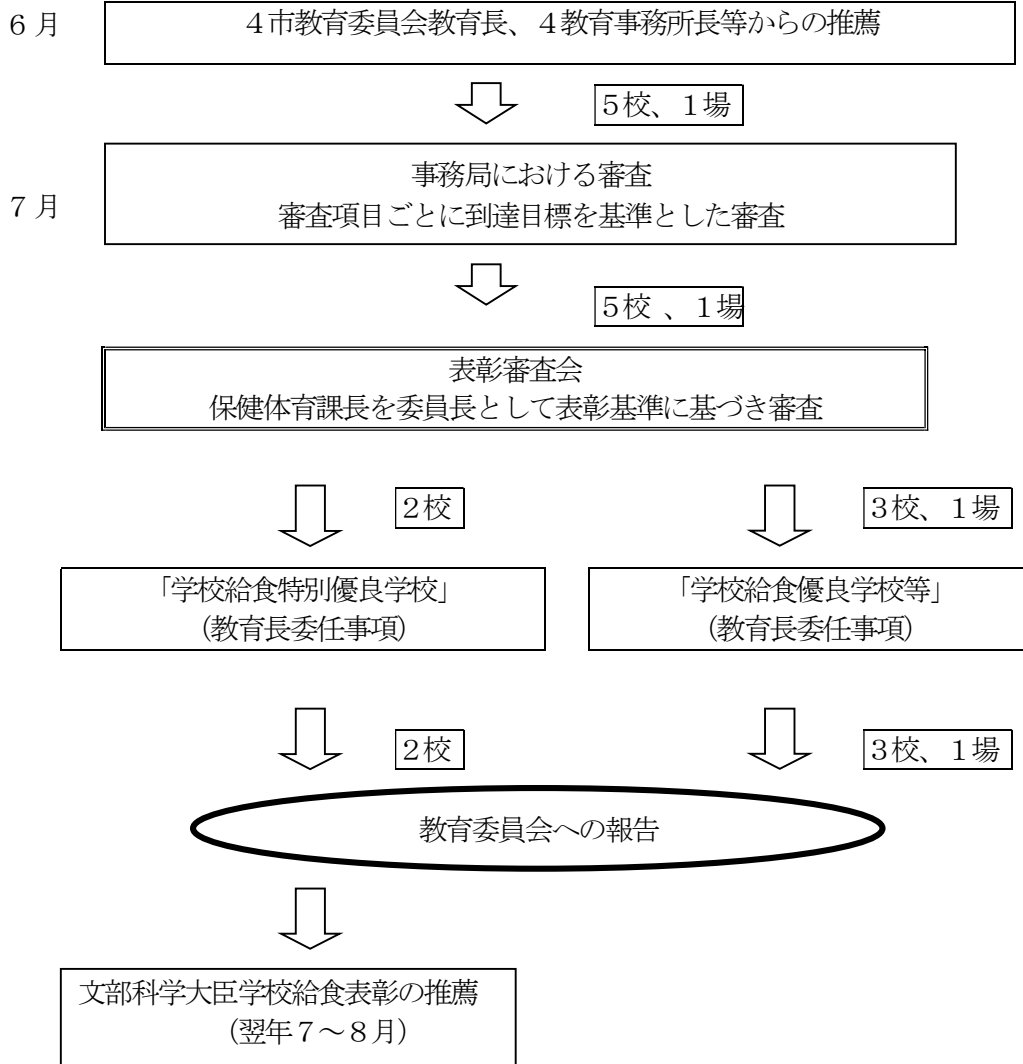 ６月
４市教育委員会教育長、４教育事務所長等からの推薦
５校、１場
７月
事務局における審査
審査項目ごとに到達目標を基準とした審査
５校 、１場
表彰審査会
保健体育課長を委員長として表彰基準に基づき審査
２校
３校、１場
「学校給食特別優良学校」
（教育長委任事項）
「学校給食優良学校等」
（教育長委任事項）
２校
３校、１場
教育委員会への報告
文部科学大臣学校給食表彰の推薦
（翌年７～８月）